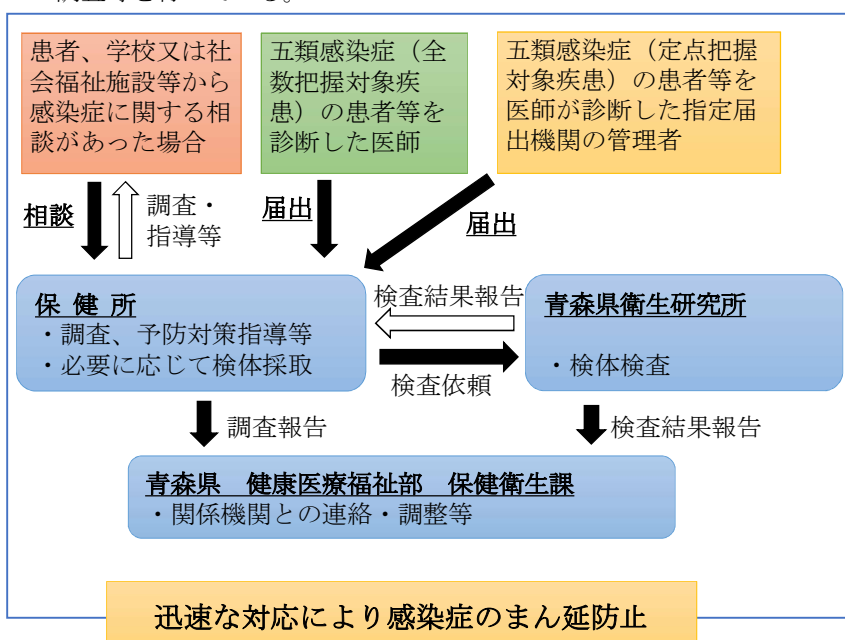 患者、学校又は社
会福祉施設等から
感染症に関する相
談があった場合
五類感染症（全
数把握対象疾
患）の患者等を
診断した医師
五類感染症（定点把握
対象疾患）の患者等を
医師が診断した指定届
出機関の管理者
相談
調査・
指導等
届出
届出
保 健 所
・調査、予防対策指導等
・必要に応じて検体採取
検査結果報告
検査依頼
青森県衛生研究所
・検体検査
調査報告
検査結果報告
青森県　健康医療福祉部　保健衛生課
・関係機関との連絡・調整等
迅速な対応により感染症のまん延防止